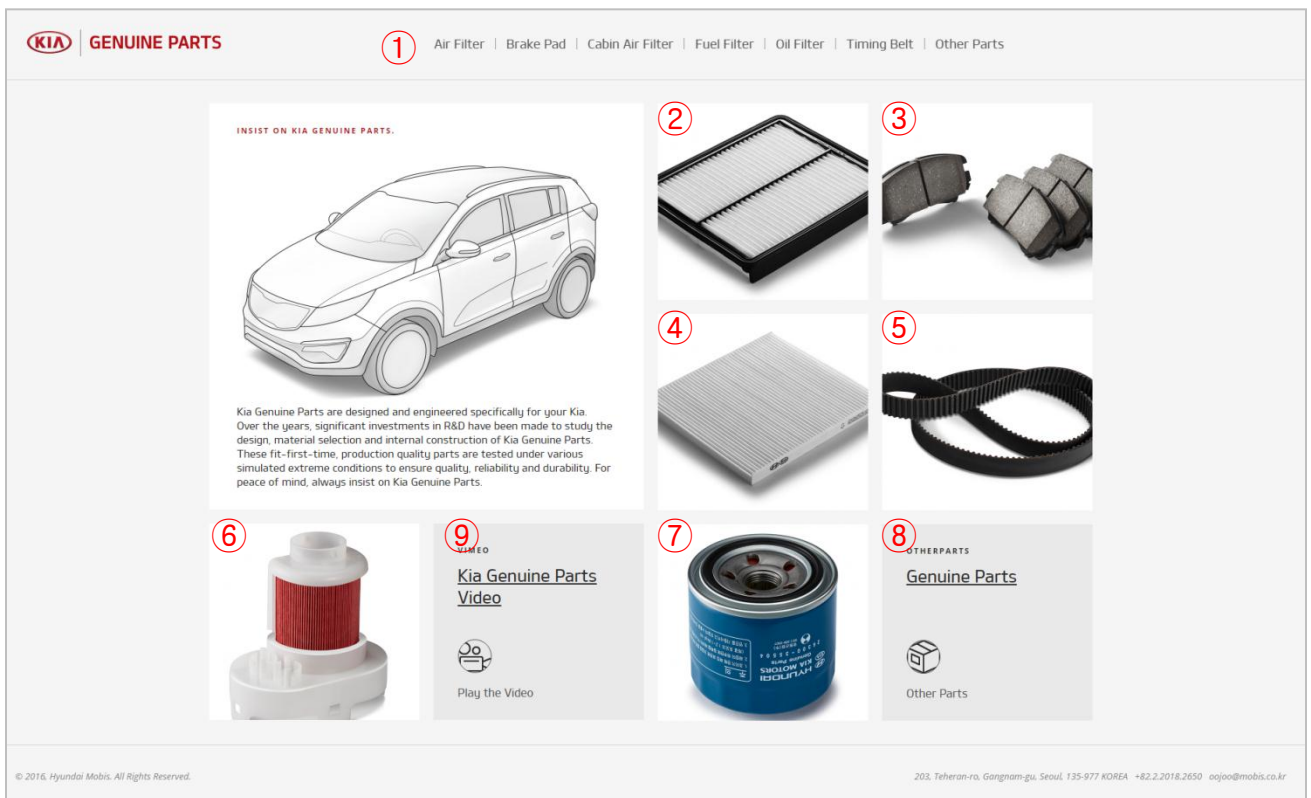 KIA GENUINE PARTS
① Air Filter | Brake Pad | Cabin Air Filter | Fuel Filter | Oil Filter | Timing Belt | Other Parts
INSIST ON KIA GENUINE PARTS.
②
③
④
⑤
Kia Genuine Parts are designed and engineered specifically for your Kia.
Over the years, significant investments in R&D have been made to study the
design, material selection and internal construction of Kia Genuine Parts.
These fit-first-time, production quality parts are tested under various
simulated extreme conditions to ensure quality, reliability and durability. For
peace of mind, always insist on Kia Genuine Parts.
⑥
⑨
VIMEO
Kia Genuine Parts
Video
Play the Video
⑦
HYUNDAI
KIA MOTORS
Genuine Parts
⑧
OTHERPARTS
Genuine Parts
Other Parts
© 2016, Hyundai Mobis. All Rights Reserved.
203, Teheran-ro, Gangnam-gu, Seoul, 135-977 KOREA +82.2.2018.2650 oojoo@mobis.co.kr